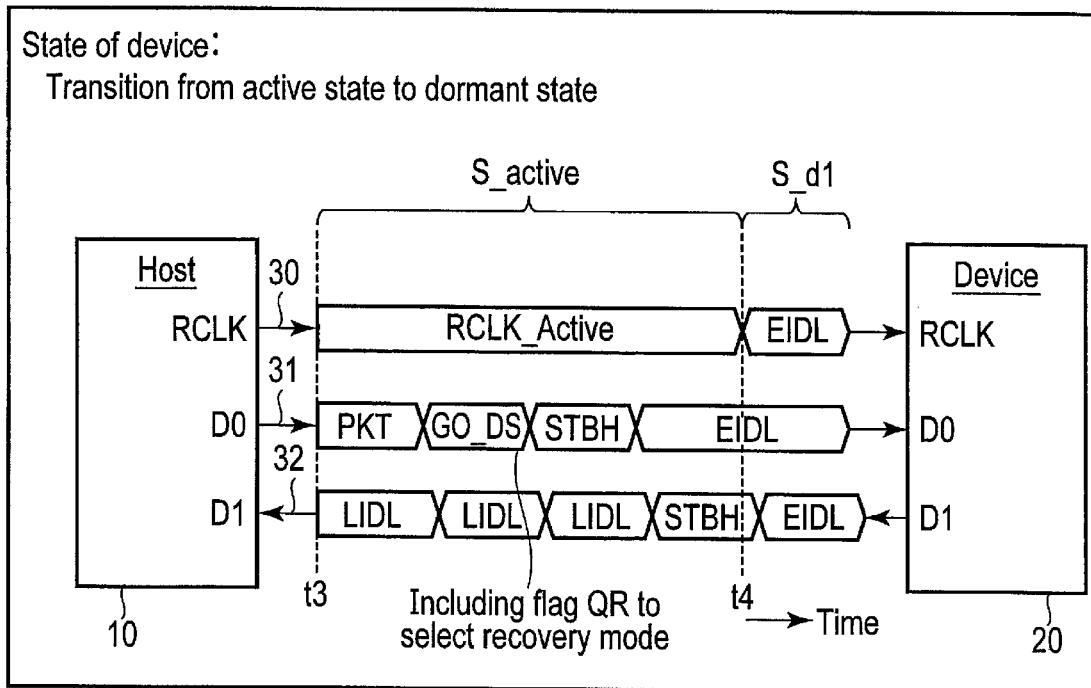 State of device:
Transition from active state to dormant state
S_active S_d1
Host Device
30
RCLK RCLK_Active EIDL RCLK
31
D0 PKT GO_DS STBH EIDL D0
32
D1 LIDL LIDL LIDL STBH EIDL D1
t3 Including flag QR to t4 Time
select recovery mode
10 20